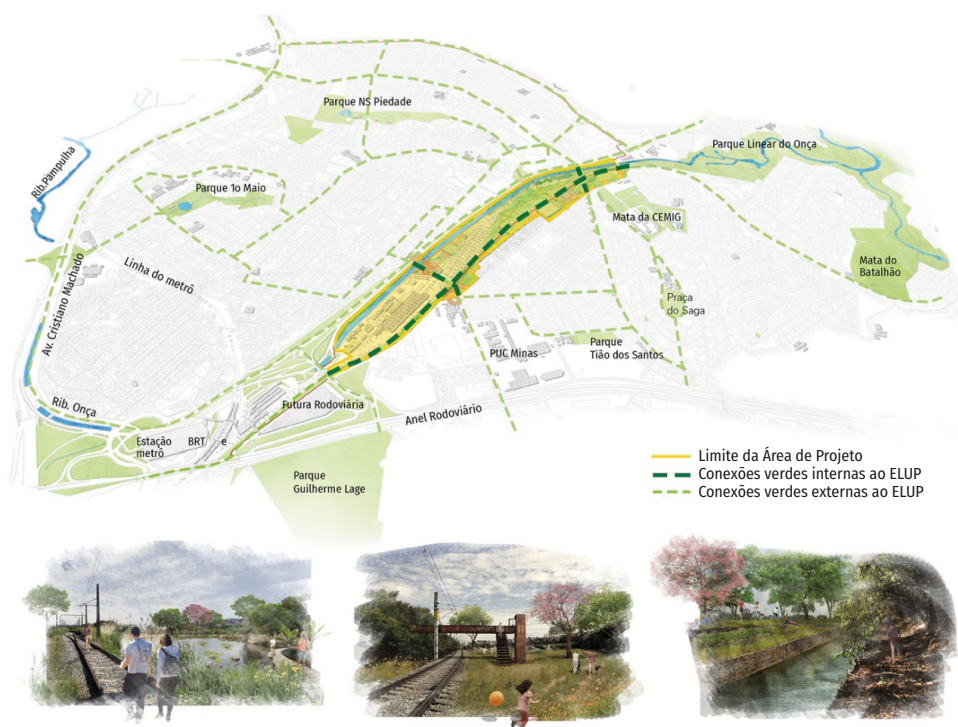 Parque NS Piedade
Parque Linear do Onça
Rib.Pampulha
Parque 1o Maio
Mata da CEMIG
Linha do metrô
Mata do
Batalhão
Av. Cristiano Machado
Praça
do Saga
PUC Minas
Parque
Tião dos Santos
Rib. Onça
Futura Rodoviária
Anel Rodoviário
Estação BRT e
metrô
Parque
Guilherme Lage
Limite da Área de Projeto
Conexões verdes internas ao ELUP
Conexões verdes externas ao ELUP